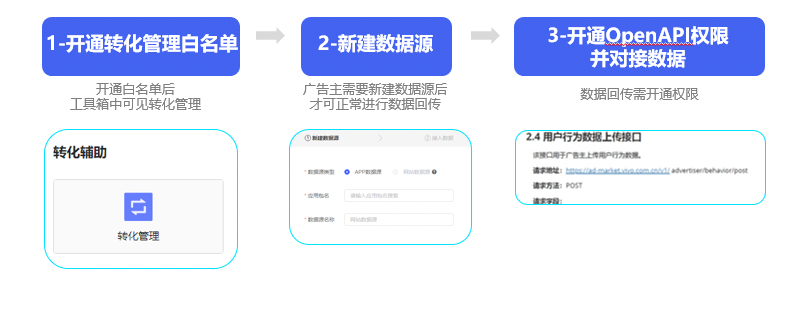 1-开通转化管理白名单
2-新建数据源
3-开通OpenAPI权限
并对接数据
开通白名单后
工具箱中可见转化管理
广告主需要新建数据源后
才可正常进行数据回传
数据回传需开通权限
转化辅助
转化管理
① 新建数据源
② 接入数据
* 数据源类型 APP数据源 网站数据源
* 应用包名 请输入应用包名搜索
* 数据源名称 网站数据源
2.4 用户行为数据上传接口
该接口用于广告主上传用户行为数据。
请求地址： https://ad-market.vivo.com.cn/v1/ advertiser/behavior/post
请求方法： POST
请求字段：